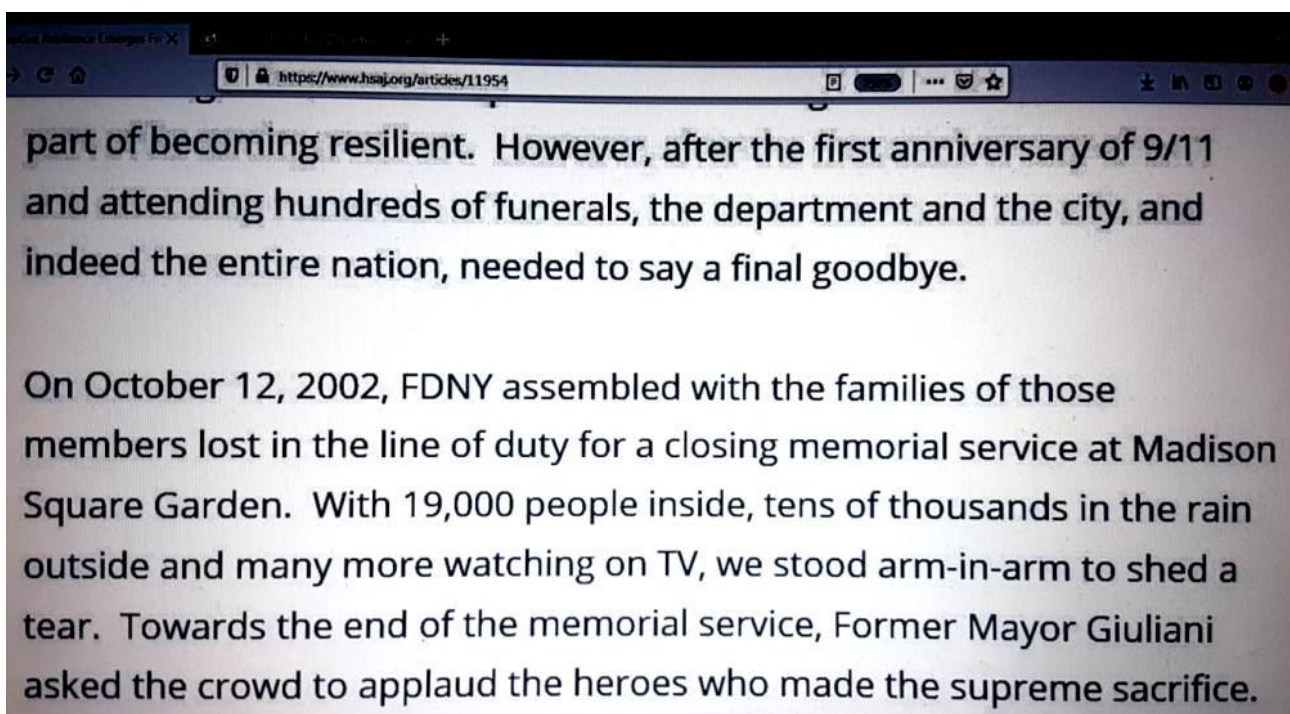 Resilience Emerges Fr
https://www.hsaj.org/articles/11954
part of becoming resilient.  However, after the first anniversary of 9/11
and attending hundreds of funerals, the department and the city, and
indeed the entire nation, needed to say a final goodbye.
On October 12, 2002, FDNY assembled with the families of those
members lost in the line of duty for a closing memorial service at Madison
Square Garden.  With 19,000 people inside, tens of thousands in the rain
outside and many more watching on TV, we stood arm-in-arm to shed a
tear.  Towards the end of the memorial service, Former Mayor Giuliani
asked the crowd to applaud the heroes who made the supreme sacrifice.